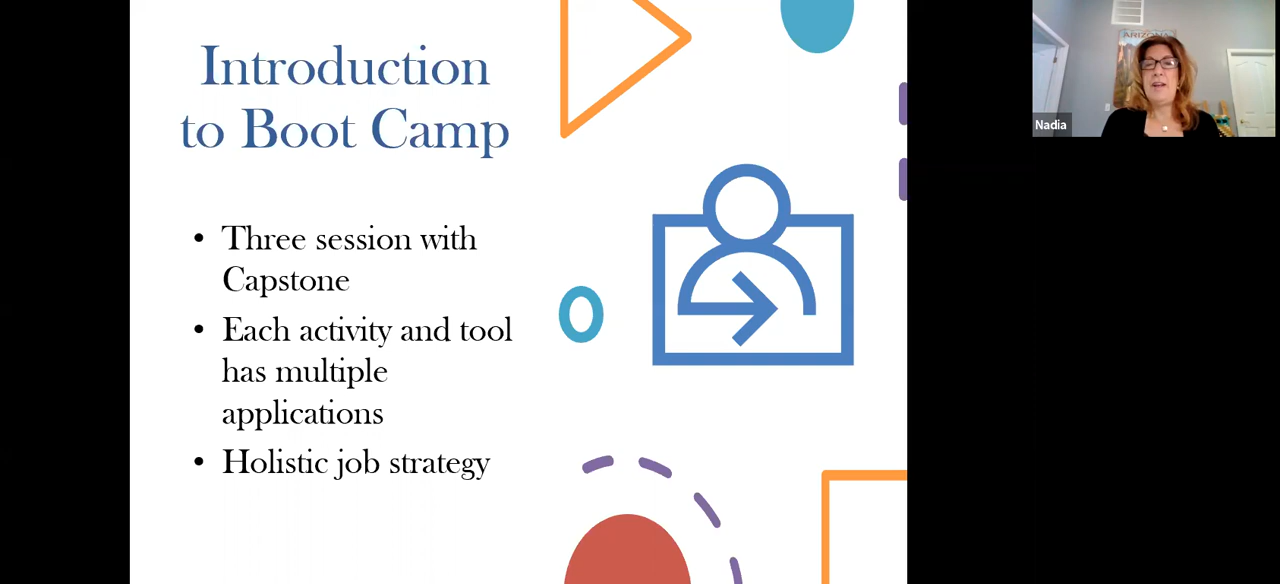 Introduction
to Boot Camp
• Three session with
Capstone
• Each activity and tool
has multiple
applications
• Holistic job strategy
ARIZONA
Nadia